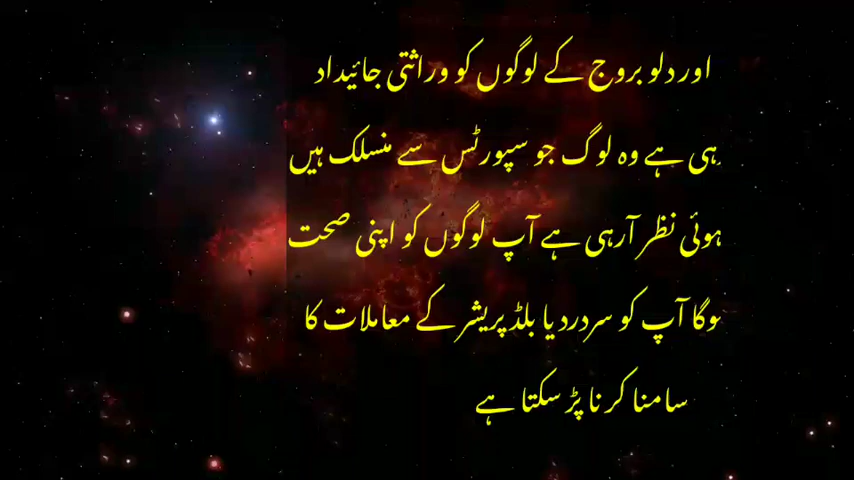 اور دلو بروج کے لوگوں کو وراثتی جائیداد
ہی ہے وہ لوگ جو سپورٹس سے منسلک ہیں
ہوئی نظر آرہی ہے آپ لوگوں کو اپنی صحت
ہوگا آپ کو سردرد یا بلڈ پریشر کے معاملات کا
سامنا کرنا پڑ سکتا ہے